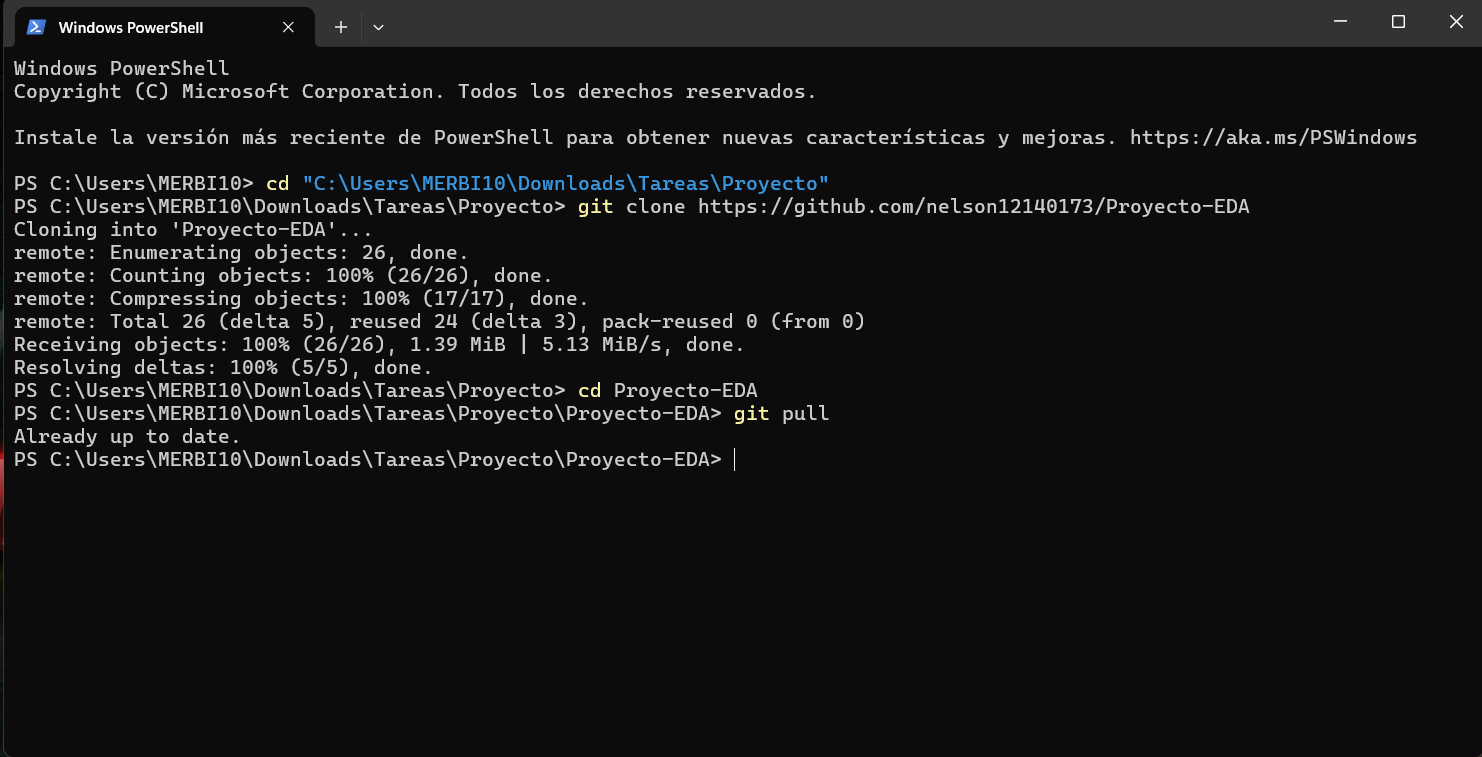 Windows PowerShell
Windows PowerShell
Copyright (C) Microsoft Corporation. Todos los derechos reservados.
Instale la versión más reciente de PowerShell para obtener nuevas características y mejoras. https://aka.ms/PSWindows
PS C:\Users\MERBI10> cd "C:\Users\MERBI10\Downloads\Tareas\Proyecto"
PS C:\Users\MERBI10\Downloads\Tareas\Proyecto> git clone https://github.com/nelson12140173/Proyecto-EDA
Cloning into 'Proyecto-EDA'...
remote: Enumerating objects: 26, done.
remote: Counting objects: 100% (26/26), done.
remote: Compressing objects: 100% (17/17), done.
remote: Total 26 (delta 5), reused 24 (delta 3), pack-reused 0 (from 0)
Receiving objects: 100% (26/26), 1.39 MiB | 5.13 MiB/s, done.
Resolving deltas: 100% (5/5), done.
PS C:\Users\MERBI10\Downloads\Tareas\Proyecto> cd Proyecto-EDA
PS C:\Users\MERBI10\Downloads\Tareas\Proyecto\Proyecto-EDA> git pull
Already up to date.
PS C:\Users\MERBI10\Downloads\Tareas\Proyecto\Proyecto-EDA>